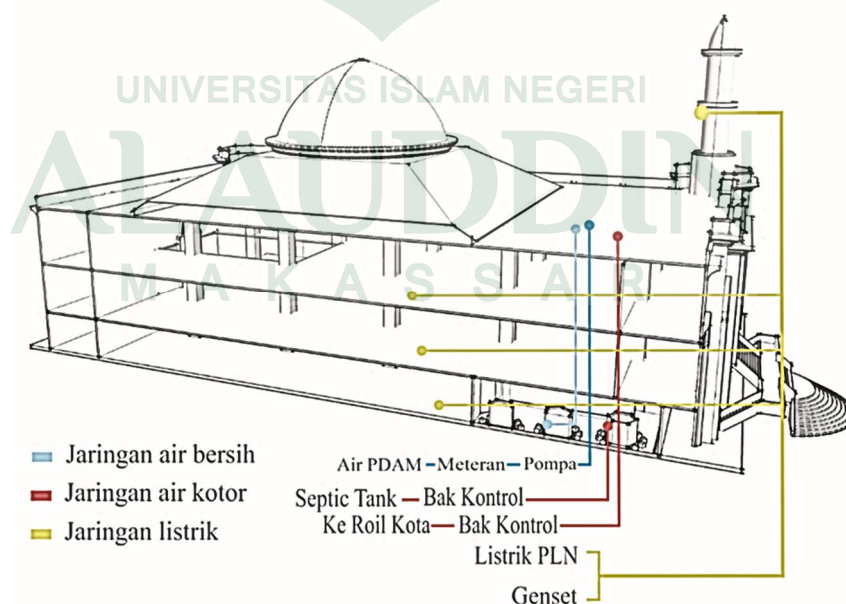 UNIVERSITAS ISLAM NEGERI
ALAUDDIN
MAKASSAR
Jaringan air bersih
Jaringan air kotor
Jaringan listrik
Air PDAM Meteran Pompa
Septic Tank Bak Kontrol
Ke Roil Kota Bak Kontrol
Listrik PLN
Genset